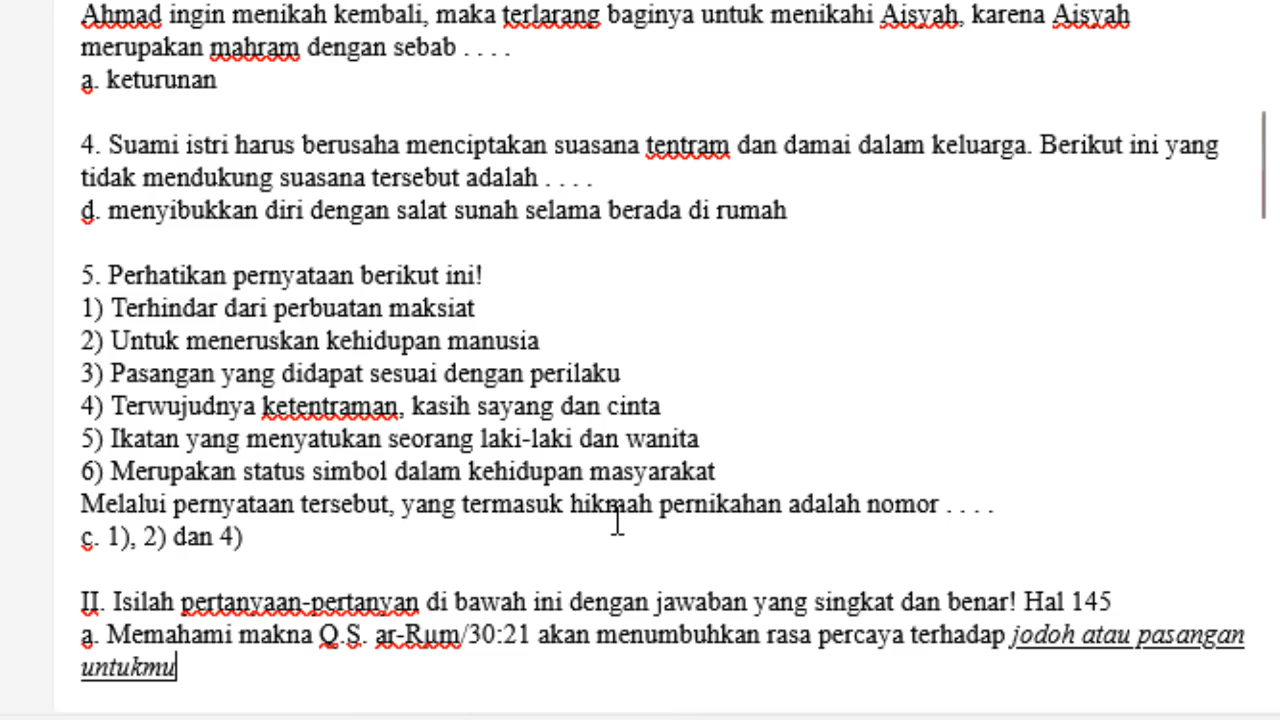 Ahmad ingin menikah kembali, maka terlarang baginya untuk menikahi Aisyah, karena Aisyah
merupakan mahram dengan sebab . . . .
a. keturunan
4. Suami istri harus berusaha menciptakan suasana tentram dan damai dalam keluarga. Berikut ini yang
tidak mendukung suasana tersebut adalah . . . .
d. menyibukkan diri dengan salat sunah selama berada di rumah
5. Perhatikan pernyataan berikut ini!
1) Terhindar dari perbuatan maksiat
2) Untuk meneruskan kehidupan manusia
3) Pasangan yang didapat sesuai dengan perilaku
4) Terwujudnya ketentraman, kasih sayang dan cinta
5) Ikatan yang menyatukan seorang laki-laki dan wanita
6) Merupakan status simbol dalam kehidupan masyarakat
Melalui pernyataan tersebut, yang termasuk hikmah pernikahan adalah nomor . . . .
c. 1), 2) dan 4)
II. Isilah pertanyaan-pertanyan di bawah ini dengan jawaban yang singkat dan benar! Hal 145
a. Memahami makna Q.S. ar-Rum/30:21 akan menumbuhkan rasa percaya terhadap jodoh atau pasangan
untukmu